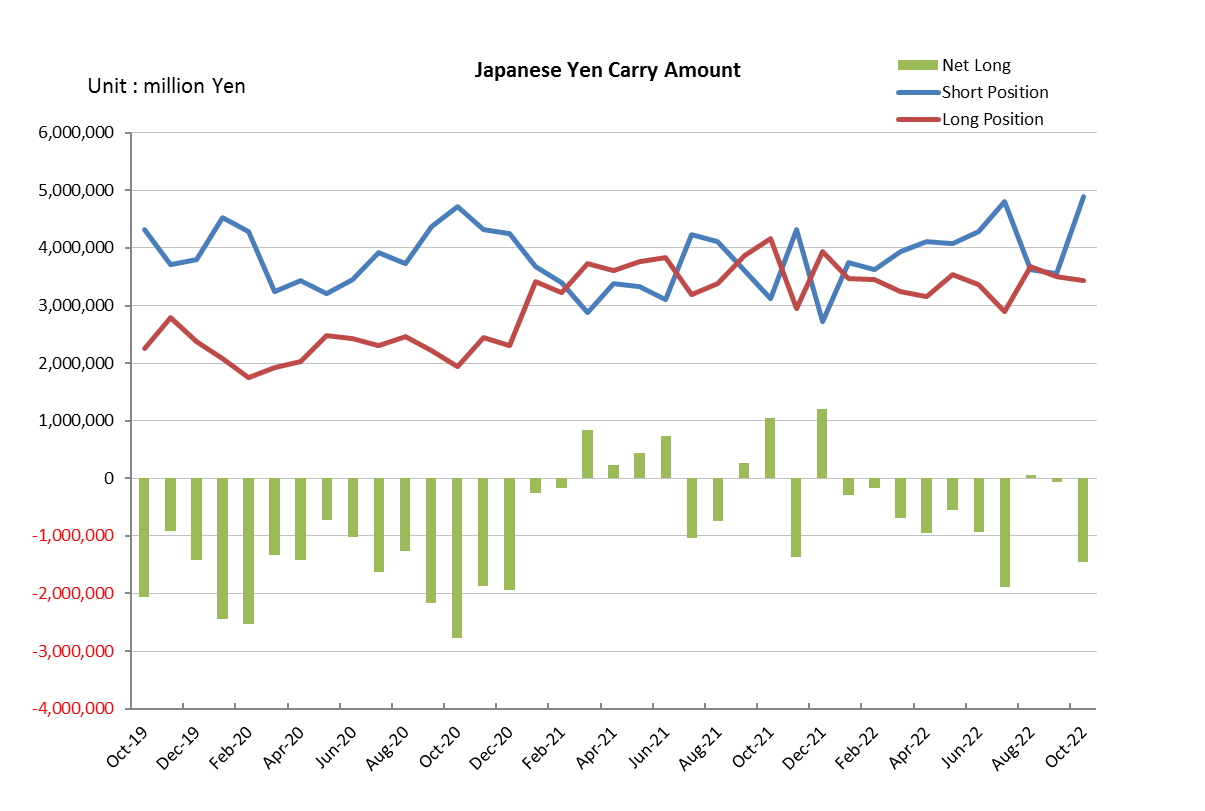 Japanese Yen Carry Amount
Unit : million Yen
Net Long
Short Position
Long Position
6,000,000
5,000,000
4,000,000
3,000,000
2,000,000
1,000,000
0
-1,000,000
-2,000,000
-3,000,000
-4,000,000
Oct-19
Dec-19
Feb-20
Apr-20
Jun-20
Aug-20
Oct-20
Dec-20
Feb-21
Apr-21
Jun-21
Aug-21
Oct-21
Dec-21
Feb-22
Apr-22
Jun-22
Aug-22
Oct-22